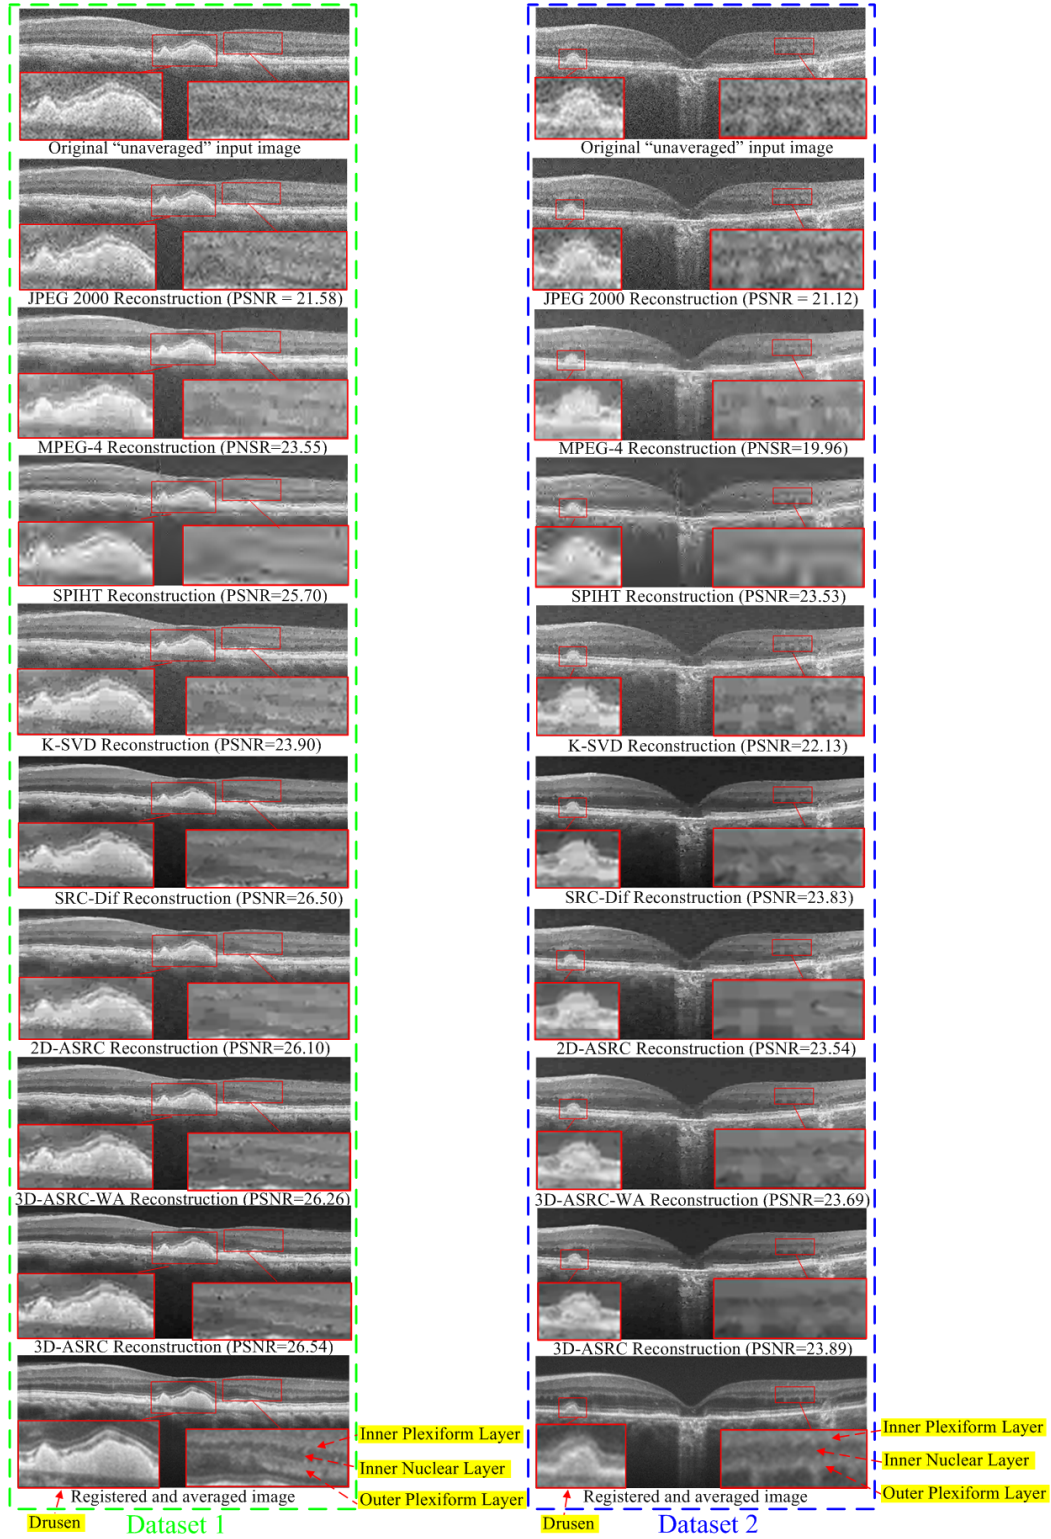 Original “unaveraged” input image
JPEG 2000 Reconstruction (PSNR = 21.58)
MPEG-4 Reconstruction (PNSR=23.55)
SPIHT Reconstruction (PSNR=25.70)
K-SVD Reconstruction (PSNR=23.90)
SRC-Dif Reconstruction (PSNR=26.50)
2D-ASRC Reconstruction (PSNR=26.10)
3D-ASRC-WA Reconstruction (PSNR=26.26)
3D-ASRC Reconstruction (PSNR=26.54)
Inner Plexiform Layer
Inner Nuclear Layer
Outer Plexiform Layer
Registered and averaged image
Drusen
Dataset 1
Original “unaveraged” input image
JPEG 2000 Reconstruction (PSNR = 21.12)
MPEG-4 Reconstruction (PNSR=19.96)
SPIHT Reconstruction (PSNR=23.53)
K-SVD Reconstruction (PSNR=22.13)
SRC-Dif Reconstruction (PSNR=23.83)
2D-ASRC Reconstruction (PSNR=23.54)
3D-ASRC-WA Reconstruction (PSNR=23.69)
3D-ASRC Reconstruction (PSNR=23.89)
Inner Plexiform Layer
Inner Nuclear Layer
Outer Plexiform Layer
Registered and averaged image
Drusen
Dataset 2